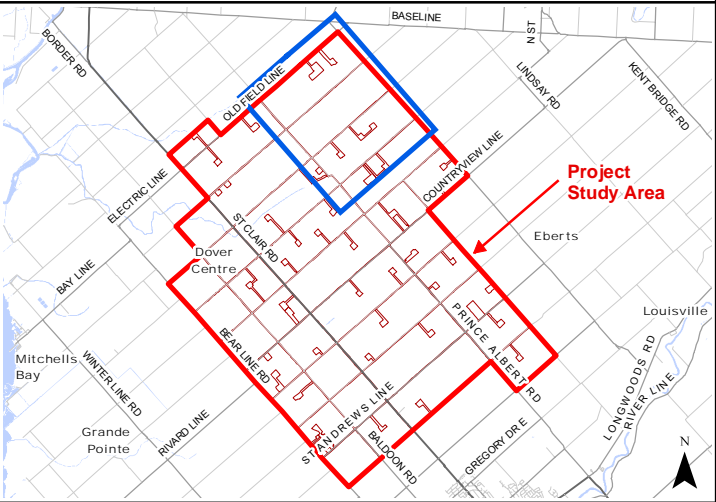 BASELINE
BORDER RD
N ST
OLD FIELD LINE
LINDSAY RD
KENT BRIDGE RD
COUNTRYVIEW LINE
Project
Study Area
ELECTRIC LINE
ST CLAIR RD
Eberts
Dover
Centre
BAY LINE
Louisville
PRINCE ALBERT RD
BEAR LINE RD
Mitchells
Bay
WINTER LINE RD
LONGWOODS RD
RIVER LINE
ST ANDREWS LINE
RIVARD LINE
Grande
Pointe
BALDOON RD
GREGORY DR E
N